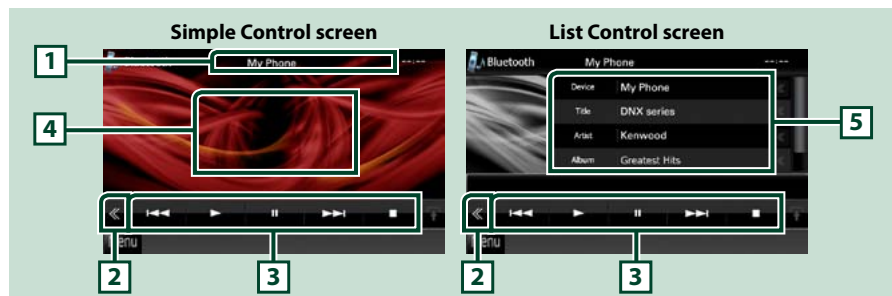 Simple Control screen
List Control screen
1
My Phone
4
2
3
Bluetooth
My Phone
--:--
Device My Phone
Title DNX series
Artist Kenwood
Album Greatest Hits
5
2
3